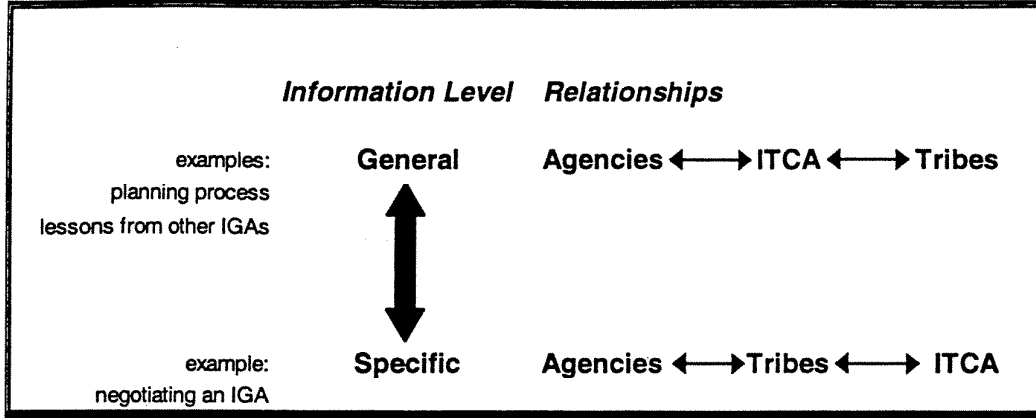 Information Level Relationships
examples: General Agencies ITCA Tribes
planning process
lessons from other IGAs
example: Specific Agencies Tribes ITCA
negotiating an IGA